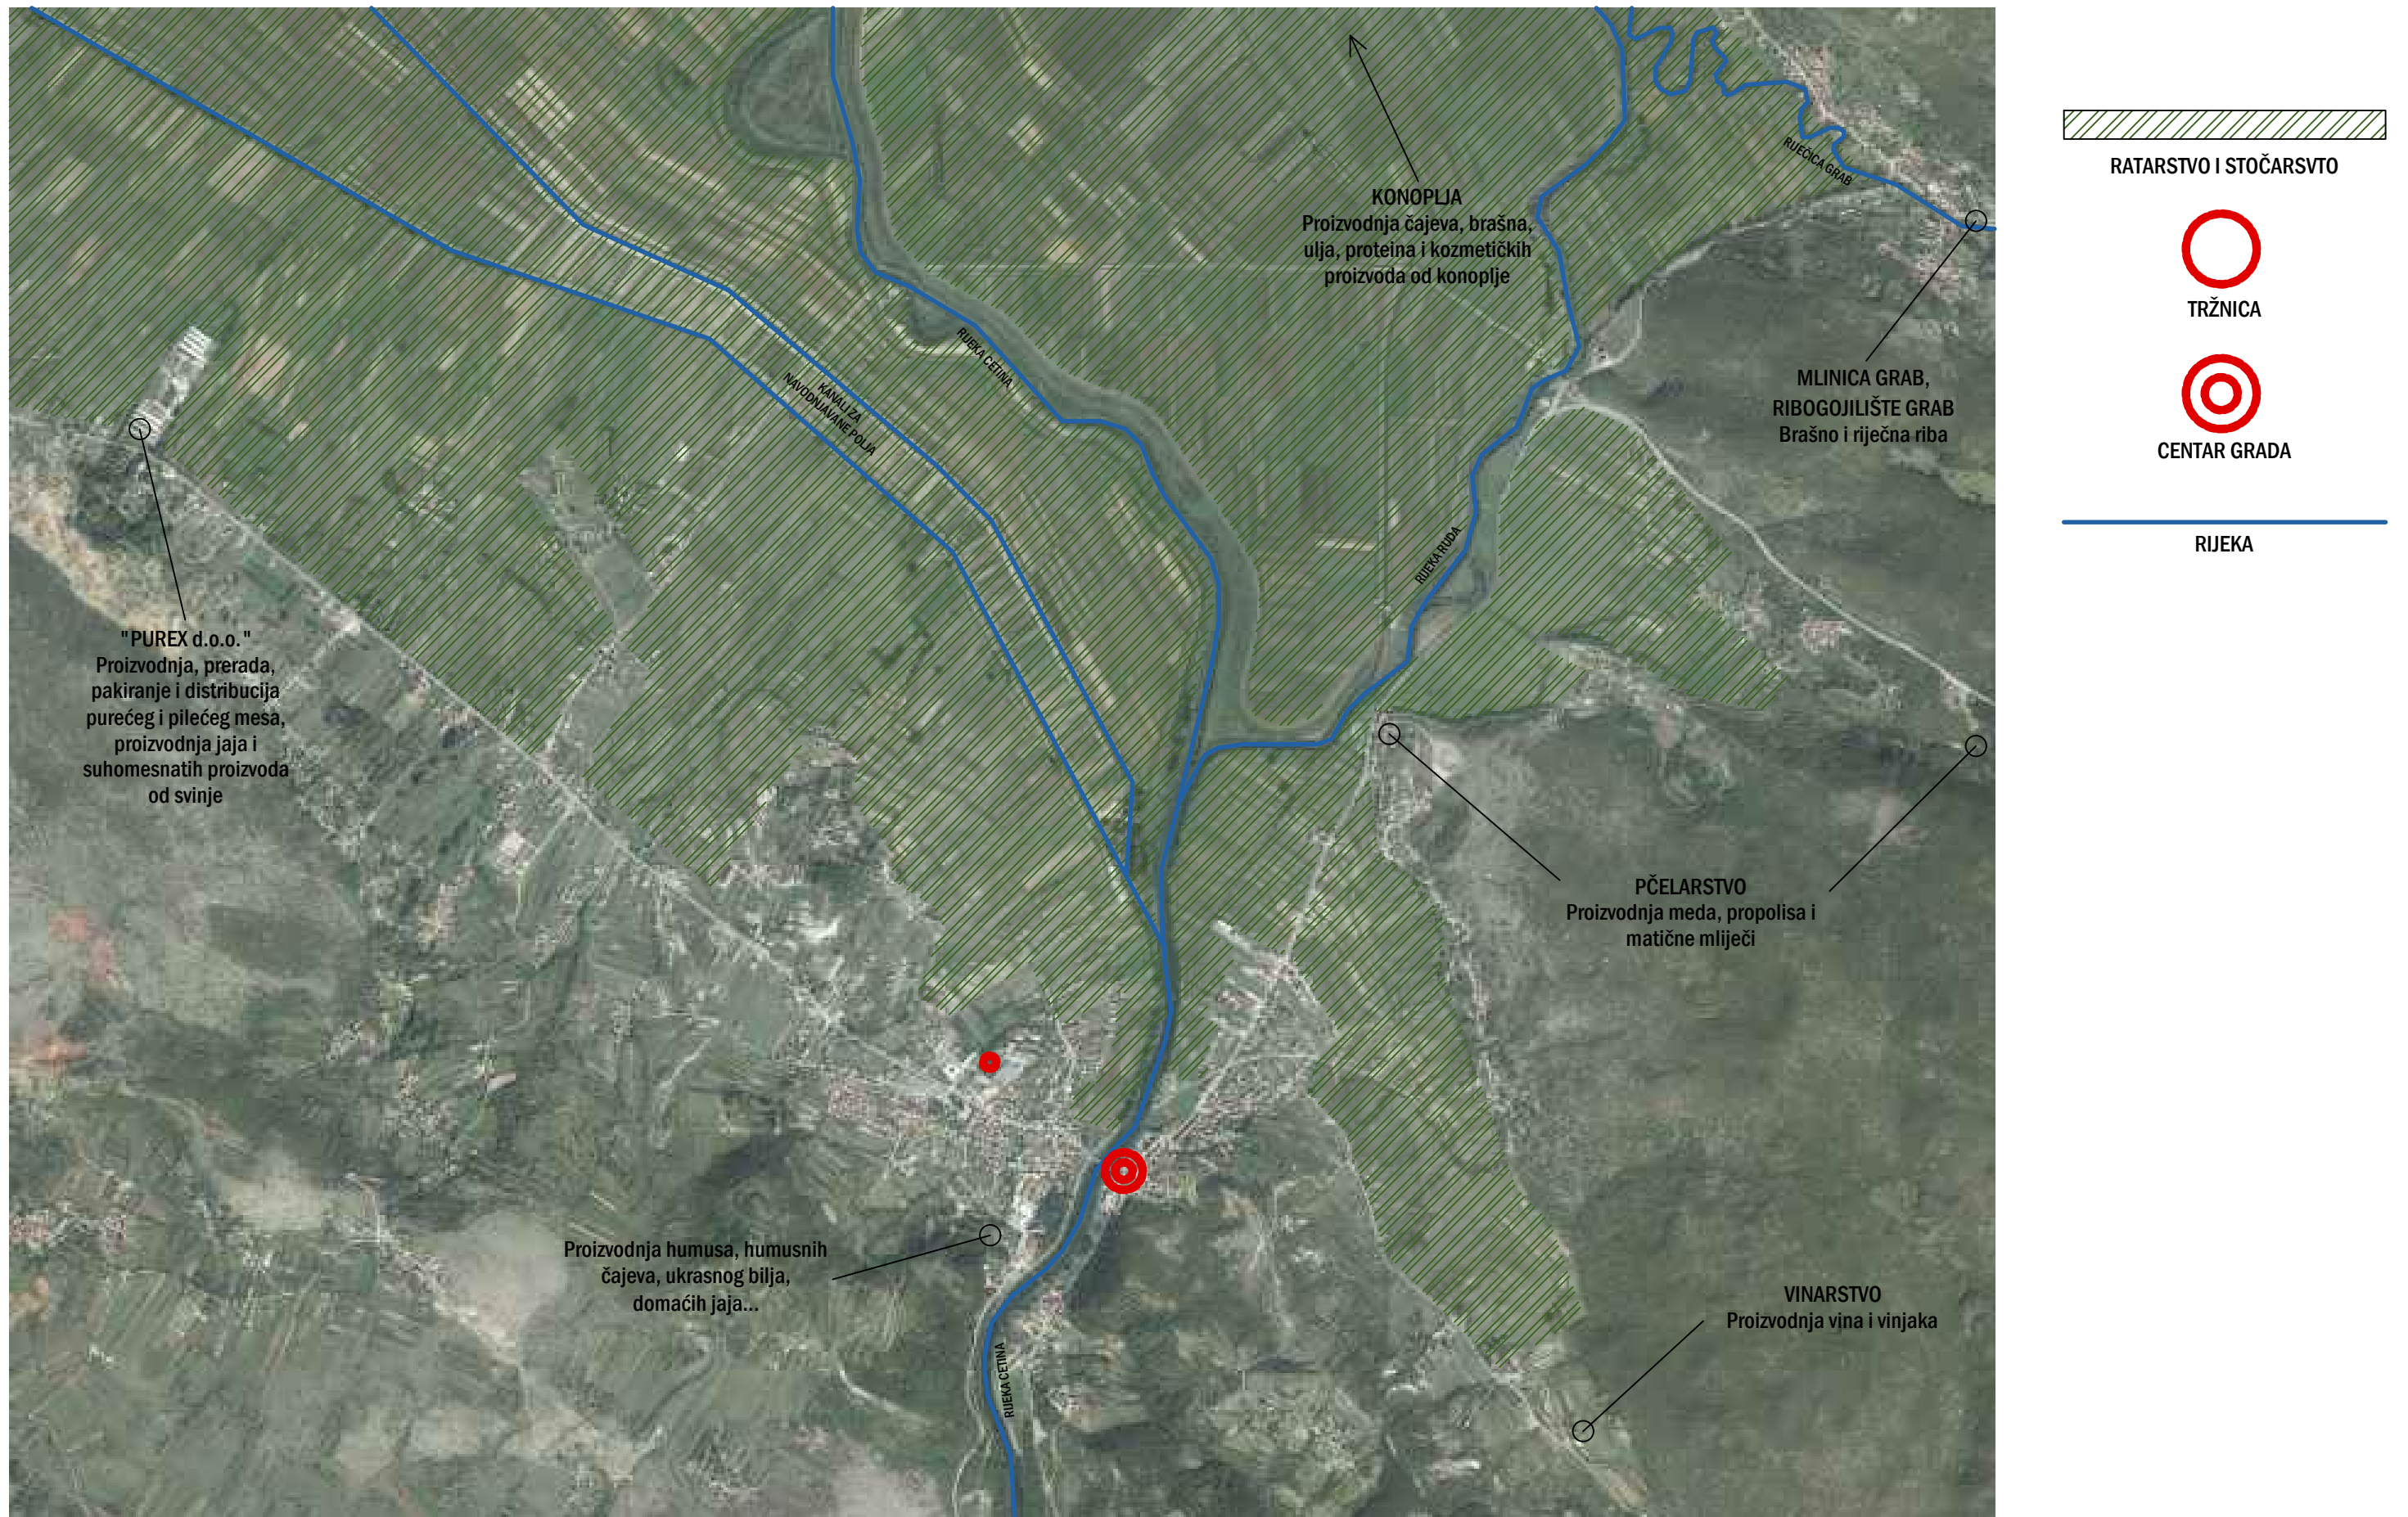 RIJEČICA GRAB
KONOPLJA
Proizvodnja čajeva, brašna,
ulja, proteina i kozmetičkih
proizvoda od konoplje
RIJEKA CETINA
KANALI ZA
NAVODNJAVANE POLJA
MLINICA GRAB,
RIBOGOJILIŠTE GRAB
Brašno i riječna riba
RIJEKA RUDA
"PUREX d.o.o."
Proizvodnja, prerada,
pakiranje i distribucija
purećeg i pilećeg mesa,
proizvodnja jaja i
suhomesnatih proizvoda
od svinje
PČELARSTVO
Proizvodnja meda, propolisa i
matične mliječi
Proizvodnja humusa, humusnih
čajeva, ukrasnog bilja,
domaćih jaja...
VINARSTVO
Proizvodnja vina i vinjaka
RIJEKA CETINA
RATARSTVO I STOČARSVTO
TRŽNICA
CENTAR GRADA
RIJEKA